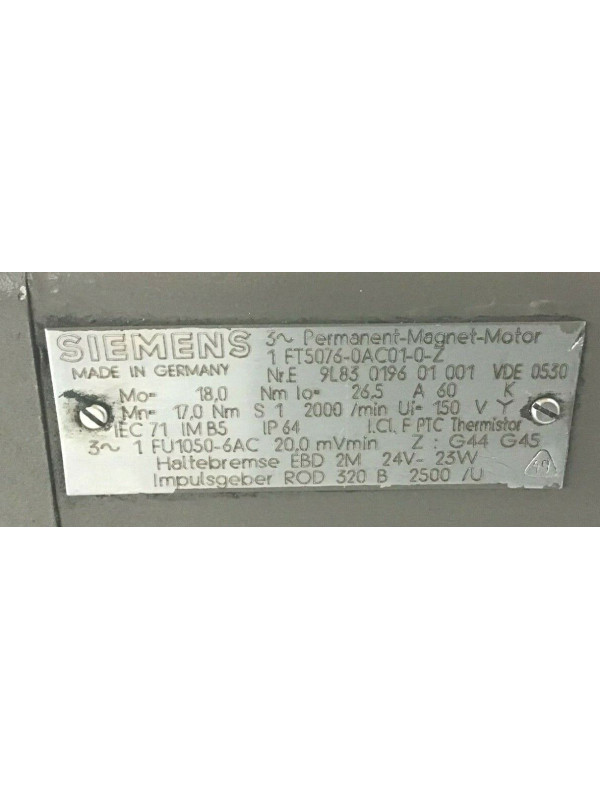 SIEMENS 3~ Permanent-Magnet-Motor
1 FT5076-0AC01-0-Z
MADE IN GERMANY Nr.E 9L83 0196 01 001 VDE 0530
Mo= 18,0 Nm Io= 26,5 A 60 K
Mn= 17,0 Nm S 1 2000 /min Ui= 150 V Y
IEC 71 IM B5 IP 64 I.Cl. F PTC Thermistor
3~ 1 FU1050-6AC 20,0 mVmin Z : G44 G45
Haltebremse EBD 2M 24V- 23W
Impulsgeber ROD 320 B 2500 /U